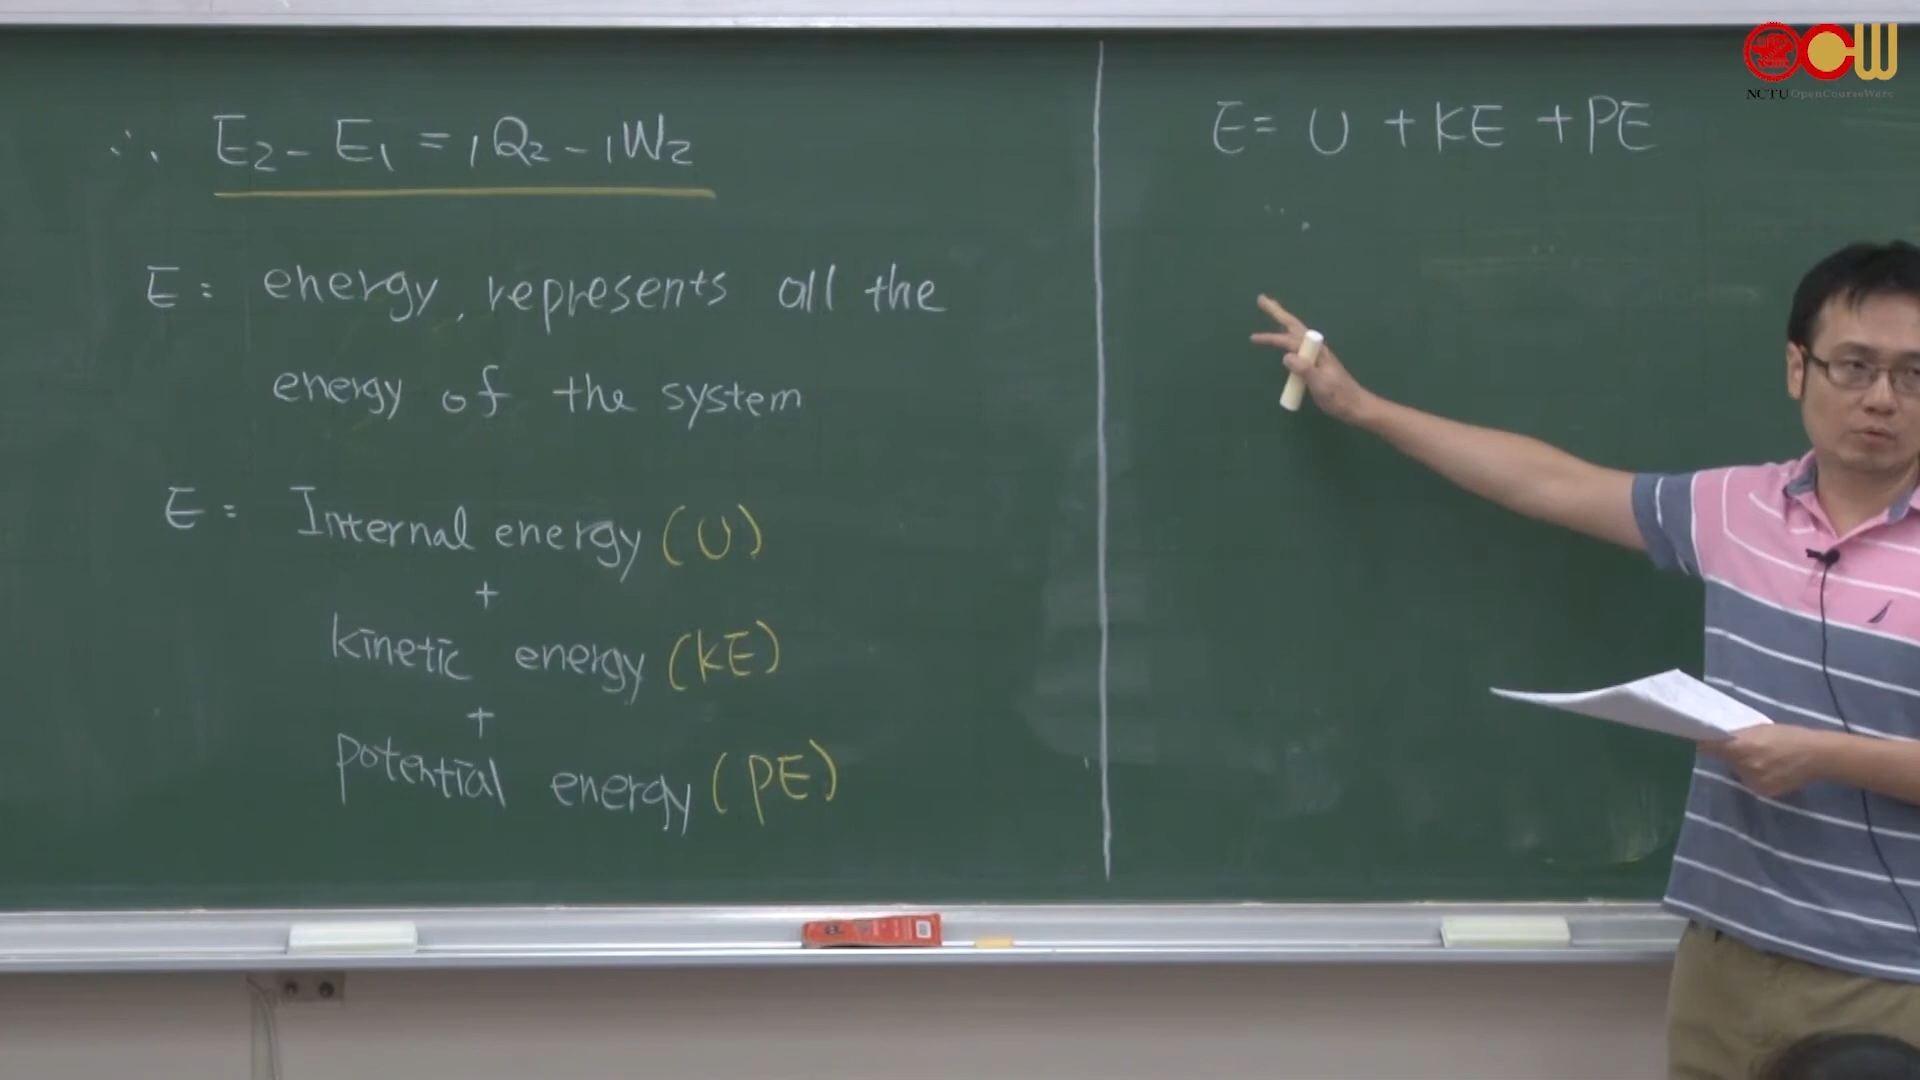 ∴ E₂ - E₁ = ₁Q₂ - ₁W₂
E: energy, represents all the
energy of the system
E: Internal energy (U)
+
kinetic energy (KE)
+
potential energy (PE)
E= U + KE + PE
NCTU OpenCourseWare